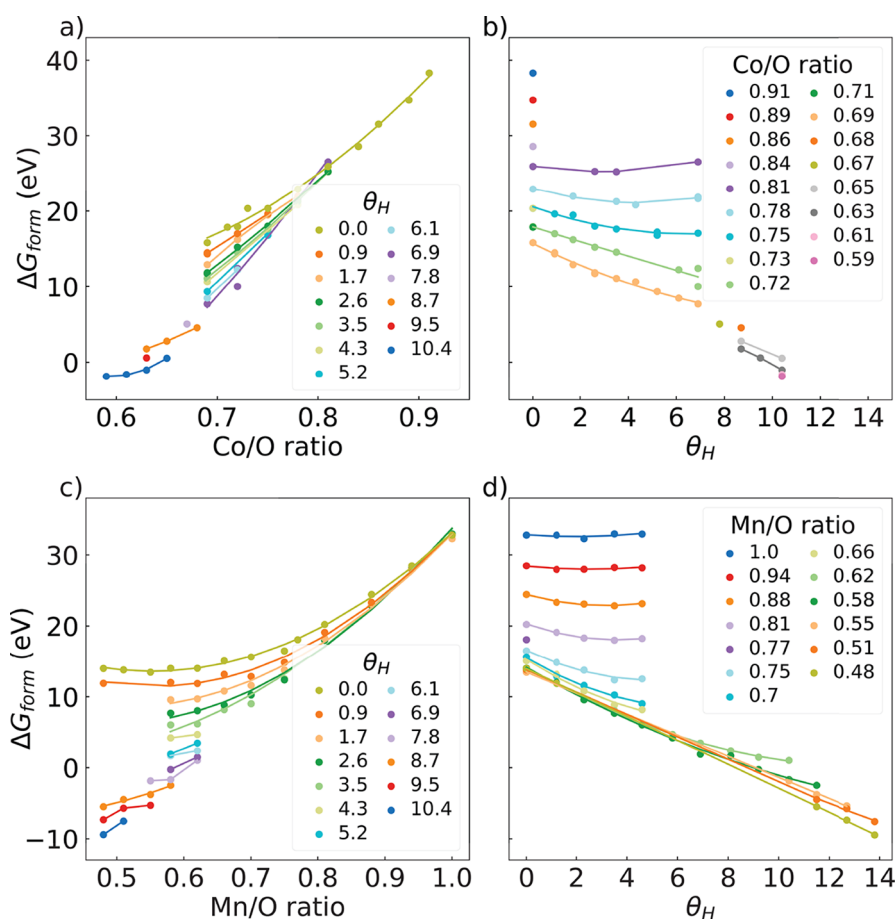 a)
ΔG_form (eV)
40
30
20
10
0
0.6 0.7 0.8 0.9
Co/O ratio
θ_H
0.0 6.1
0.9 6.9
1.7 7.8
2.6 8.7
3.5 9.5
4.3 10.4
5.2
b)
Co/O ratio
0.91 0.71
0.89 0.69
0.86 0.68
0.84 0.67
0.81 0.65
0.78 0.63
0.75 0.61
0.73 0.59
0.72
0 2 4 6 8 10 12 14
θ_H
c)
ΔG_form (eV)
30
20
10
0
−10
0.5 0.6 0.7 0.8 0.9 1.0
Mn/O ratio
θ_H
0.0 6.1
0.9 6.9
1.7 7.8
2.6 8.7
3.5 9.5
4.3 10.4
5.2
d)
Mn/O ratio
1.0 0.66
0.94 0.62
0.88 0.58
0.81 0.55
0.77 0.51
0.75 0.48
0.7
0 2 4 6 8 10 12 14
θ_H